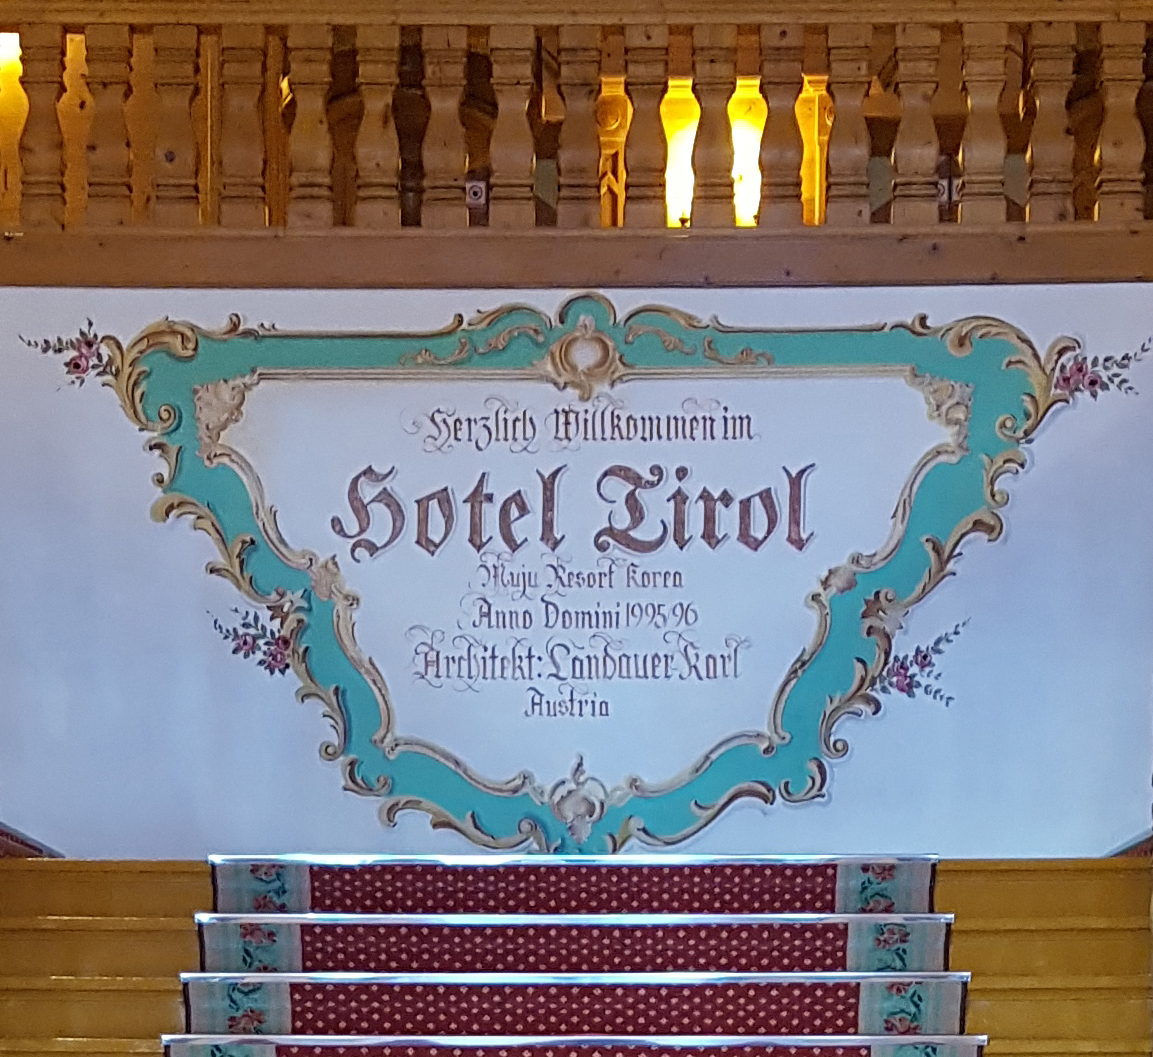 Herzlich Willkommen im
Hotel Tirol
Muju Resort Korea
Anno Domini 1995/96
Architekt: Landauer Karl
Austria